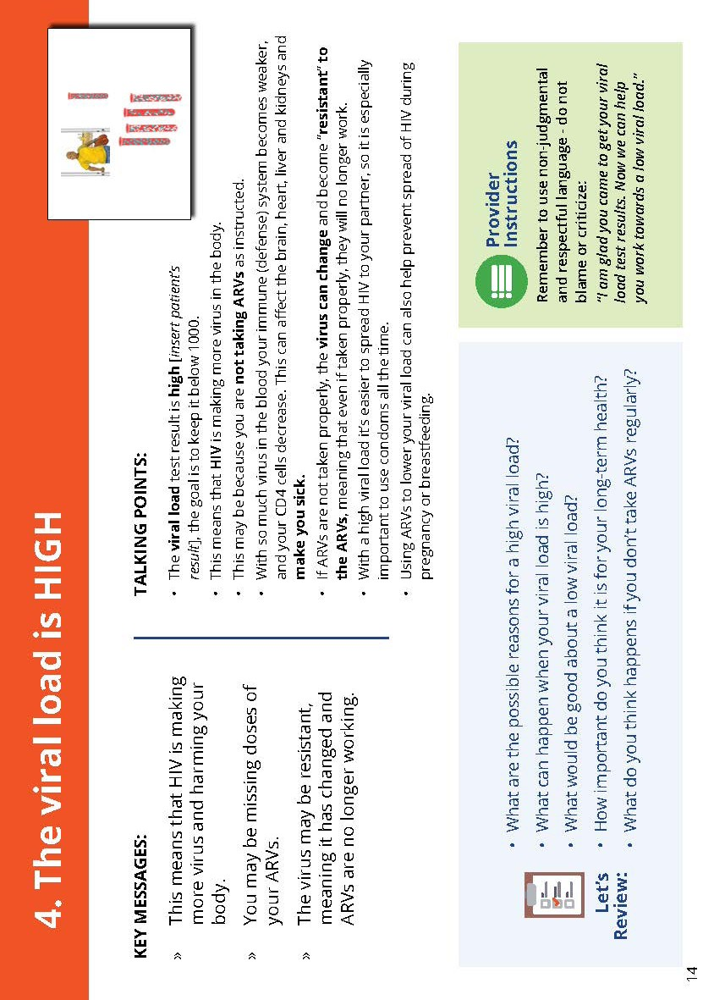 4. The viral load is HIGH
KEY MESSAGES:
» This means that HIV is making
more virus and harming your
body.
» You may be missing doses of
your ARVs.
» The virus may be resistant,
meaning it has changed and
ARVs are no longer working.
TALKING POINTS:
• The viral load test result is high [insert patient's
result], the goal is to keep it below 1000.
• This means that HIV is making more virus in the body.
• This may be because you are not taking ARVs as instructed.
• With so much virus in the blood your immune (defense) system becomes weaker,
and your CD4 cells decrease. This can affect the brain, heart, liver and kidneys and
make you sick.
• If ARVs are not taken properly, the virus can change and become "resistant" to
the ARVs, meaning that even if taken properly, they will no longer work.
• With a high viral load it's easier to spread HIV to your partner, so it is especially
important to use condoms all the time.
• Using ARVs to lower your viral load can also help prevent spread of HIV during
pregnancy or breastfeeding.
Let's
Review:
• What are the possible reasons for a high viral load?
• What can happen when your viral load is high?
• What would be good about a low viral load?
• How important do you think it is for your long-term health?
• What do you think happens if you don't take ARVs regularly?
Provider
Instructions
Remember to use non-judgmental
and respectful language - do not
blame or criticize:
"I am glad you came to get your viral
load test results. Now we can help
you work towards a low viral load."
14